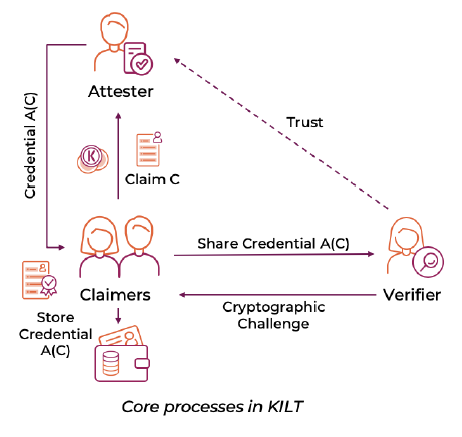 Attester
Credential A(C)
Trust
K
Claim C
Share Credential A(C)
Claimers
Verifier
Cryptographic
Challenge
Store
Credential
A(C)
Core processes in KILT